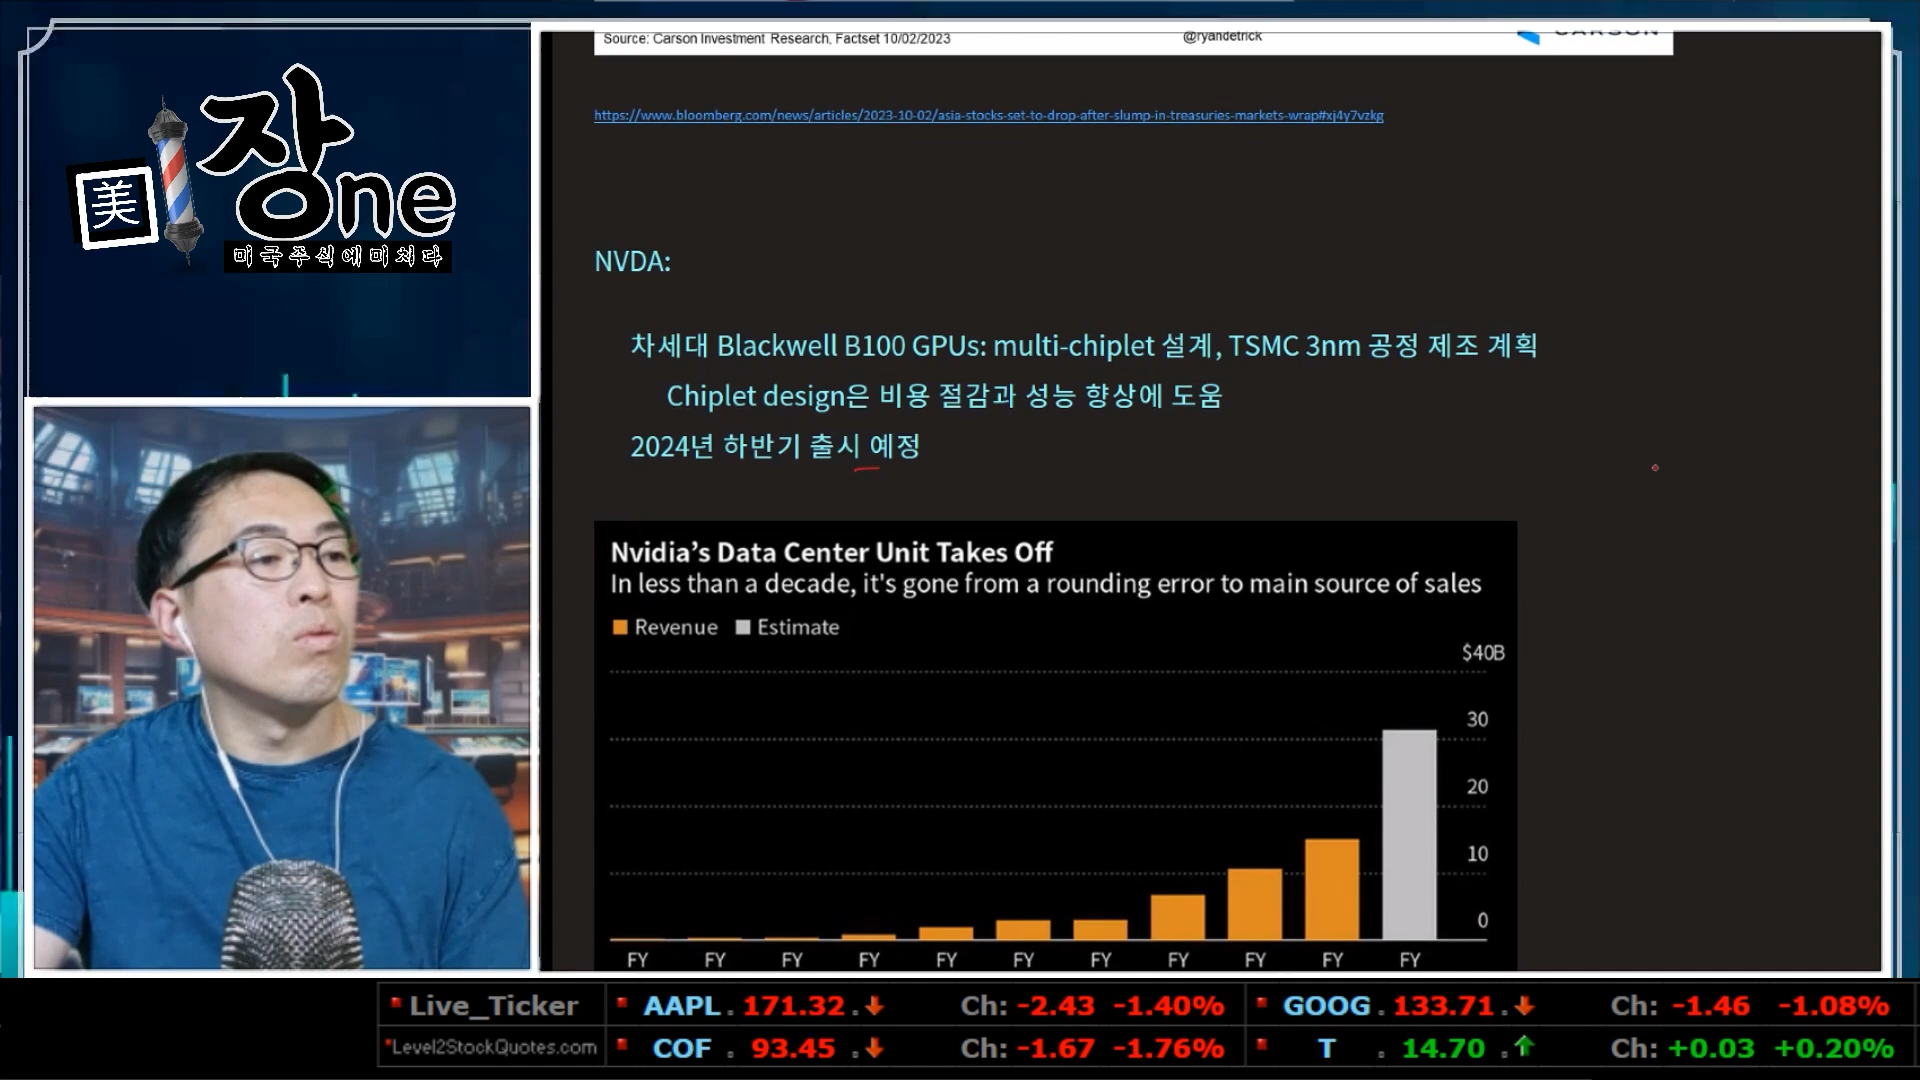 美
장one
미국주식에미치다
Source: Carson Investment Research, Factset 10/02/2023
@ryandetrick
CARSON
https://www.bloomberg.com/news/articles/2023-10-02/asia-stocks-set-to-drop-after-slump-in-treasuries-markets-wrap#xj4y7vzkg
NVDA:
차세대 Blackwell B100 GPUs: multi-chiplet 설계, TSMC 3nm 공정 제조 계획
Chiplet design은 비용 절감과 성능 향상에 도움
2024년 하반기 출시 예정
Nvidia's Data Center Unit Takes Off
In less than a decade, it's gone from a rounding error to main source of sales
Revenue Estimate
$40B
30
20
10
0
FY FY FY FY FY FY FY FY FY FY FY
Live_Ticker AAPL . 171.32 . Ch: -2.43 -1.40% GOOG . 133.71 . Ch: -1.46 -1.08%
*Level2StockQuotes.com COF . 93.45 . Ch: -1.67 -1.76% T . 14.70 . Ch: +0.03 +0.20%